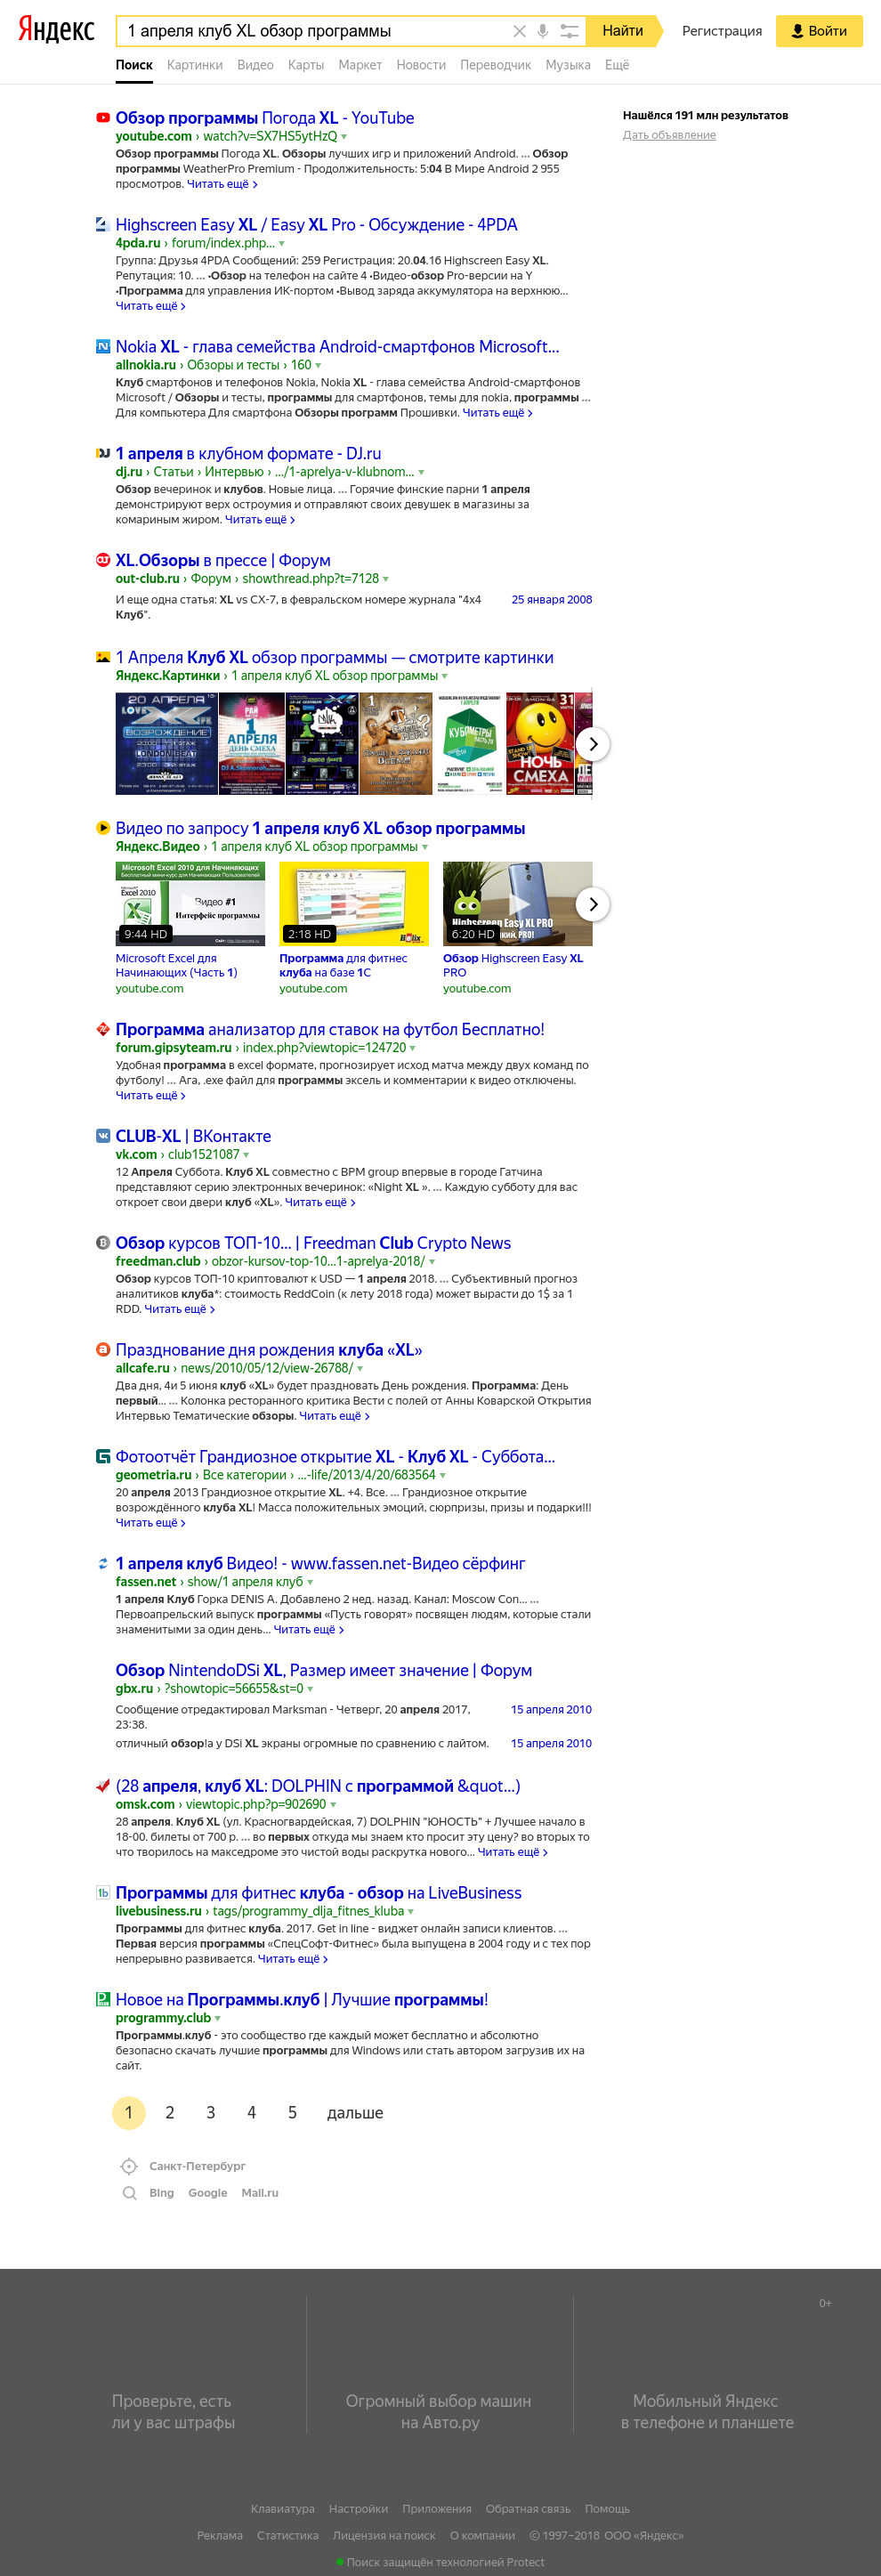 Яндекс
1 апреля клуб XL обзор программы
Найти
Регистрация
Войти
Поиск Картинки Видео Карты Маркет Новости Переводчик Музыка Ещё
Нашёлся 191 млн результатов
Дать объявление
Обзор программы Погода XL - YouTube
youtube.com › watch?v=SX7HS5ytHzQ
Обзор программы Погода XL. Обзоры лучших игр и приложений Android. ... Обзор
программы WeatherPro Premium - Продолжительность: 5:04 В Мире Android 2 955
просмотров. Читать ещё ›
Highscreen Easy XL / Easy XL Pro - Обсуждение - 4PDA
4pda.ru › forum/index.php...
Группа: Друзья 4PDA Сообщений: 259 Регистрация: 20.04.16 Highscreen Easy XL.
Репутация: 10. ... •Обзор на телефон на сайте 4 •Видео-обзор Pro-версии на Y
•Программа для управления ИК-портом •Вывод заряда аккумулятора на верхнюю...
Читать ещё ›
Nokia XL - глава семейства Android-смартфонов Microsoft...
allnokia.ru › Обзоры и тесты › 160
Клуб смартфонов и телефонов Nokia, Nokia XL - глава семейства Android-смартфонов
Microsoft / Обзоры и тесты, программы для смартфонов, темы для nokia, программы ...
Для компьютера Для смартфона Обзоры программ Прошивки. Читать ещё ›
1 апреля в клубном формате - DJ.ru
dj.ru › Статьи › Интервью › .../1-aprelya-v-klubnom...
Обзор вечеринок и клубов. Новые лица. ... Горячие финские парни 1 апреля
демонстрируют верх остроумия и отправляют своих девушек в магазины за
комариным жиром. Читать ещё ›
XL.Обзоры в прессе | Форум
out-club.ru › Форум › showthread.php?t=7128
И еще одна статья: XL vs CX-7, в февральском номере журнала "4x4
Клуб".
25 января 2008
1 Апреля Клуб XL обзор программы — смотрите картинки
Яндекс.Картинки › 1 апреля клуб XL обзор программы
20 АПРЕЛЯ
ВОЗРОЖДЕНИЕ
LONDONBEAT
РАЙ
1
АПРЕЛЯ
ДЕНЬ СМЕХА
1 АПРЕЛЯ
КУБОМЕТРЫ
31
STAND UP SHOW
НОЧЬ
СМЕХА
Видео по запросу 1 апреля клуб XL обзор программы
Яндекс.Видео › 1 апреля клуб XL обзор программы
Microsoft Excel 2010 для Начинающих
Бесплатный мини-курс для Начинающих Пользователей
Excel 2010
Видео #1
Интерфейс программы
9:44 HD
2:18 HD
Highscreen Easy XL PRO
6:20 HD
Microsoft Excel для
Начинающих (Часть 1)
youtube.com
Программа для фитнес
клуба на базе 1С
youtube.com
Обзор Highscreen Easy XL
PRO
youtube.com
Программа анализатор для ставок на футбол Бесплатно!
forum.gipsyteam.ru › index.php?viewtopic=124720
Удобная программа в excel формате, прогнозирует исход матча между двух команд по
футболу! ... Ага, .exe файл для программы эксель и комментарии к видео отключены.
Читать ещё ›
CLUB-XL | ВКонтакте
vk.com › club1521087
12 Апреля Суббота. Клуб XL совместно с BPM group впервые в городе Гатчина
представляют серию электронных вечеринок: «Night XL ». ... Каждую субботу для вас
откроет свои двери клуб «XL». Читать ещё ›
Обзор курсов ТОП-10... | Freedman Club Crypto News
freedman.club › obzor-kursov-top-10...1-aprelya-2018/
Обзор курсов ТОП-10 криптовалют к USD — 1 апреля 2018. ... Субъективный прогноз
аналитиков клуба*: стоимость ReddCoin (к лету 2018 года) может вырасти до 1$ за 1
RDD. Читать ещё ›
Празднование дня рождения клуба «XL»
allcafe.ru › news/2010/05/12/view-26788/
Два дня, 4и 5 июня клуб «XL» будет праздновать День рождения. Программа: День
первый... ... Колонка ресторанного критика Вести с полей от Анны Коварской Открытия
Интервью Тематические обзоры. Читать ещё ›
Фотоотчёт Грандиозное открытие XL - Клуб XL - Суббота...
geometria.ru › Все категории › ...-life/2013/4/20/683564
20 апреля 2013 Грандиозное открытие XL. +4. Все. ... Грандиозное открытие
возрождённого клуба XL! Масса положительных эмоций, сюрпризы, призы и подарки!!!
Читать ещё ›
1 апреля клуб Видео! - www.fassen.net-Видео сёрфинг
fassen.net › show/1 апреля клуб
1 апреля Клуб Горка DENIS A. Добавлено 2 нед. назад. Канал: Moscow Con... ...
Первоапрельский выпуск программы «Пусть говорят» посвящен людям, которые стали
знаменитыми за один день... Читать ещё ›
Обзор NintendoDSi XL, Размер имеет значение | Форум
gbx.ru › ?showtopic=56655&st=0
Сообщение отредактировал Marksman - Четверг, 20 апреля 2017,
23:38.
15 апреля 2010
отличный обзор!а у DSi XL экраны огромные по сравнению с лайтом.
15 апреля 2010
(28 апреля, клуб XL: DOLPHIN с программой &quot...)
omsk.com › viewtopic.php?p=902690
28 апреля. Клуб XL (ул. Красногвардейская, 7) DOLPHIN "ЮНОСТЬ" + Лучшее начало в
18-00. билеты от 700 р. ... во первых откуда мы знаем кто просит эту цену? во вторых то
что творилось на макседроме это чистой воды раскрутка нового... Читать ещё ›
Программы для фитнес клуба - обзор на LiveBusiness
livebusiness.ru › tags/programmy_dlja_fitnes_kluba
Программы для фитнес клуба. 2017. Get in line - виджет онлайн записи клиентов. ...
Первая версия программы «СпецСофт-Фитнес» была выпущена в 2004 году и с тех пор
непрерывно развивается. Читать ещё ›
Новое на Программы.клуб | Лучшие программы!
programmy.club
Программы.клуб - это сообщество где каждый может бесплатно и абсолютно
безопасно скачать лучшие программы для Windows или стать автором загрузив их на
сайт.
1 2 3 4 5 дальше
Санкт-Петербург
Bing Google Mail.ru
0+
Проверьте, есть
ли у вас штрафы
Огромный выбор машин
на Авто.ру
Мобильный Яндекс
в телефоне и планшете
Клавиатура Настройки Приложения Обратная связь Помощь
Реклама Статистика Лицензия на поиск О компании © 1997–2018 ООО «Яндекс»
Поиск защищён технологией Protect